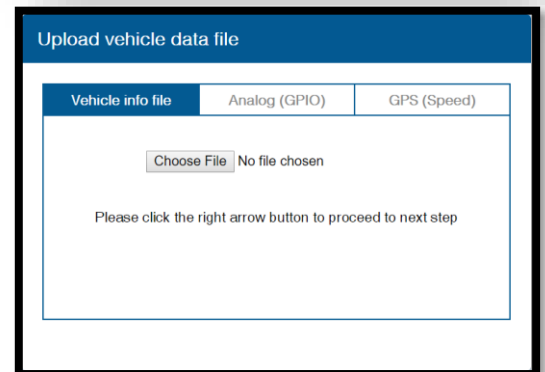 Upload vehicle data file
Vehicle info file Analog (GPIO) GPS (Speed)
Choose File No file chosen
Please click the right arrow button to proceed to next step